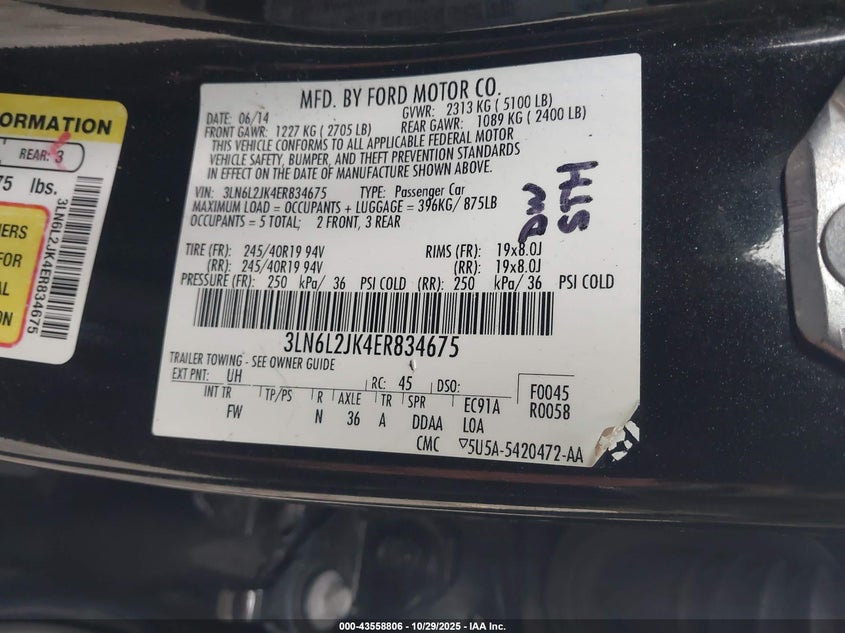 ORMATION
REAR: 3
75 lbs.
3LN6L2JK4ER834675
NERS
FOR
AL
ON
MFD. BY FORD MOTOR CO.
DATE: 06/14 GVWR: 2313 KG ( 5100 LB)
FRONT GAWR: 1227 KG ( 2705 LB) REAR GAWR: 1089 KG ( 2400 LB)
THIS VEHICLE CONFORMS TO ALL APPLICABLE FEDERAL MOTOR
VEHICLE SAFETY, BUMPER, AND THEFT PREVENTION STANDARDS
IN EFFECT ON THE DATE OF MANUFACTURE SHOWN ABOVE.
VIN: 3LN6L2JK4ER834675 TYPE: Passenger Car
MAXIMUM LOAD = OCCUPANTS + LUGGAGE = 396KG/ 875LB
OCCUPANTS = 5 TOTAL; 2 FRONT, 3 REAR
TIRE (FR): 245/40R19 94V RIMS (FR): 19x8.0J
(RR): 245/40R19 94V (RR): 19x8.0J
PRESSURE (FR): 250 kPa/ 36 PSI COLD (RR): 250 kPa/ 36 PSI COLD
3LN6L2JK4ER834675
TRAILER TOWING - SEE OWNER GUIDE
EXT PNT: UH RC: 45 DSO:
INT TR TP/PS R AXLE TR SPR EC91A F0045
FW N 36 A DDAA LOA R0058
CMC ▽5U5A-5420472-AA
000-43558806 | 10/29/2025 - IAA Inc.